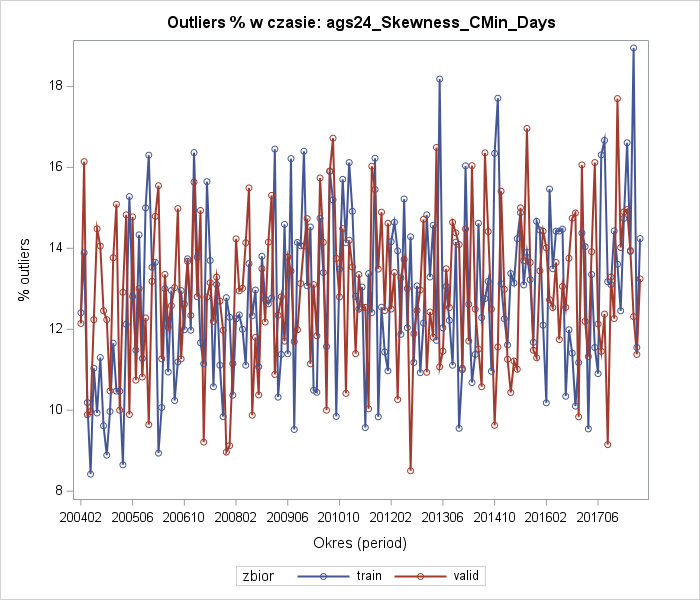 Outliers % w czasie: ags24_Skewness_CMin_Days
% outliers
18
16
14
12
10
8
200402 200506 200610 200802 200906 201010 201202 201306 201410 201602 201706
Okres (period)
zbior train valid